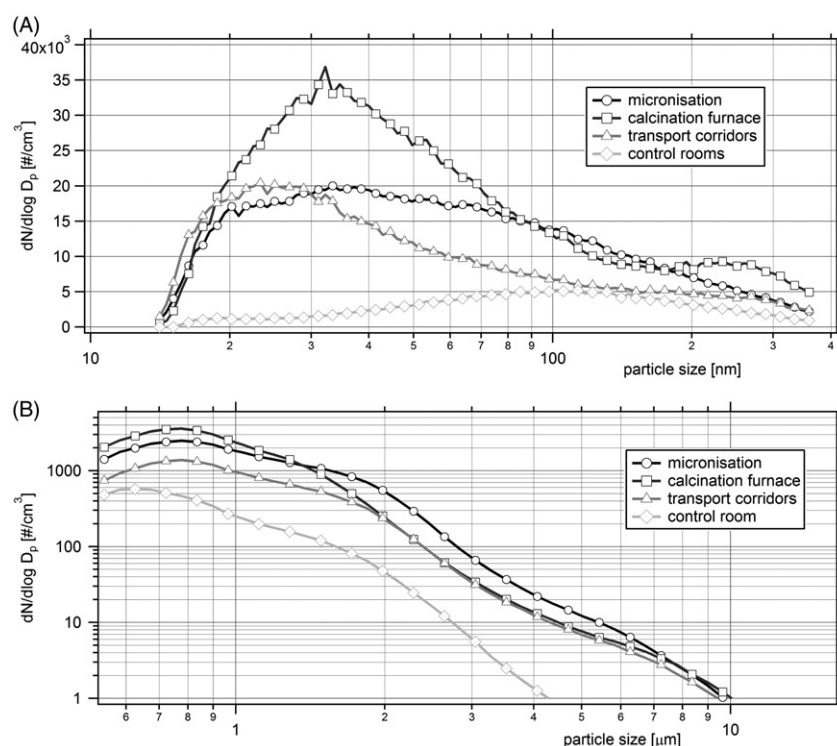 (A)
40x10³
35
30
25
20
15
10
5
0
dN/dlog Dp [#/cm³]
micronisation
calcination furnace
transport corridors
control rooms
10 2 3 4 5 6 7 8 9 100 2 3 4
particle size [nm]
(B)
1000
100
10
1
dN/dlog Dp [#/cm³]
micronisation
calcination furnace
transport corridors
control room
6 7 8 9 1 2 3 4 5 6 7 8 9 10
particle size [µm]